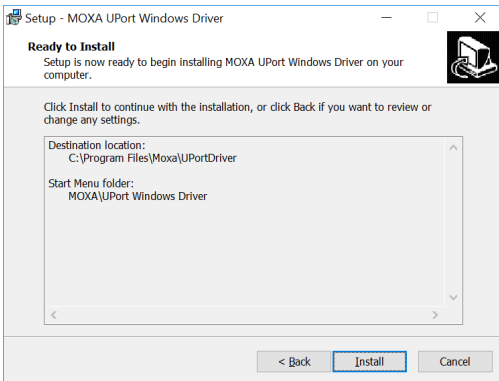 Setup - MOXA UPort Windows Driver
Ready to Install
Setup is now ready to begin installing MOXA UPort Windows Driver on your
computer.
Click Install to continue with the installation, or click Back if you want to review or
change any settings.
Destination location:
C:\Program Files\Moxa\UPortDriver
Start Menu folder:
MOXA\UPort Windows Driver
< Back Install Cancel